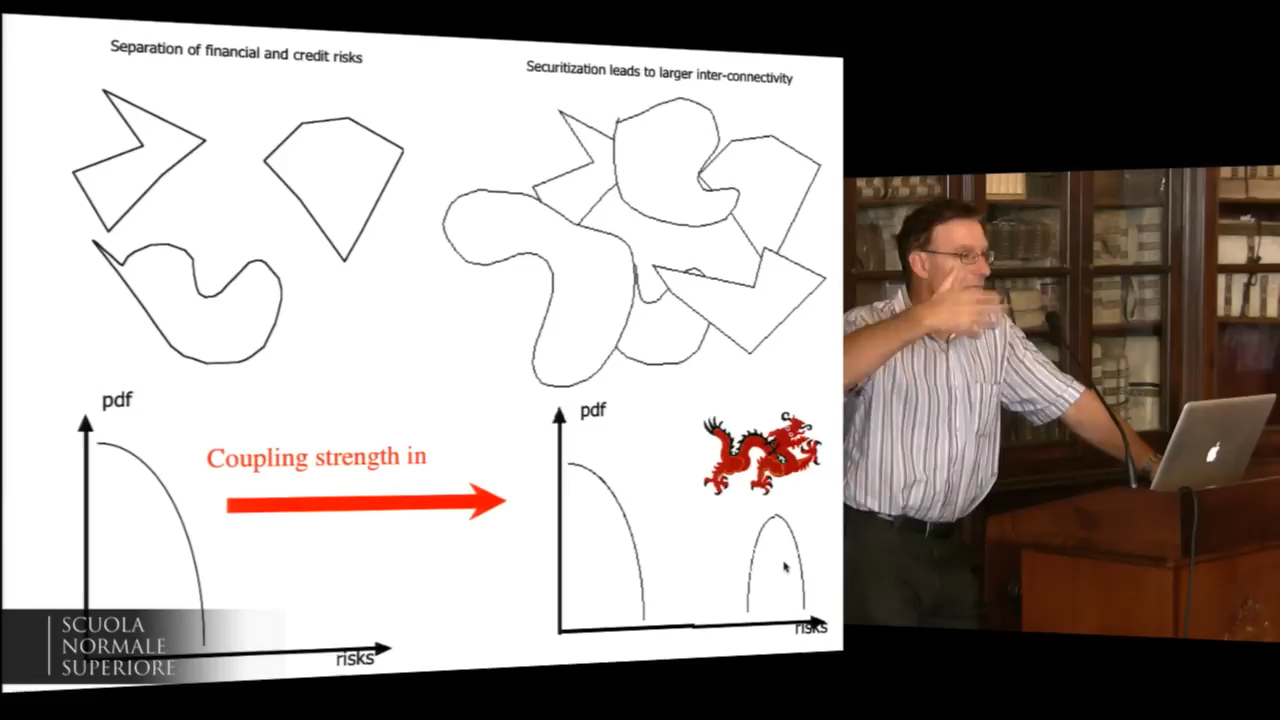 Separation of financial and credit risks
Securitization leads to larger inter-connectivity
pdf
Coupling strength in
risks
pdf
risks
SCUOLA
NORMALE
SUPERIORE